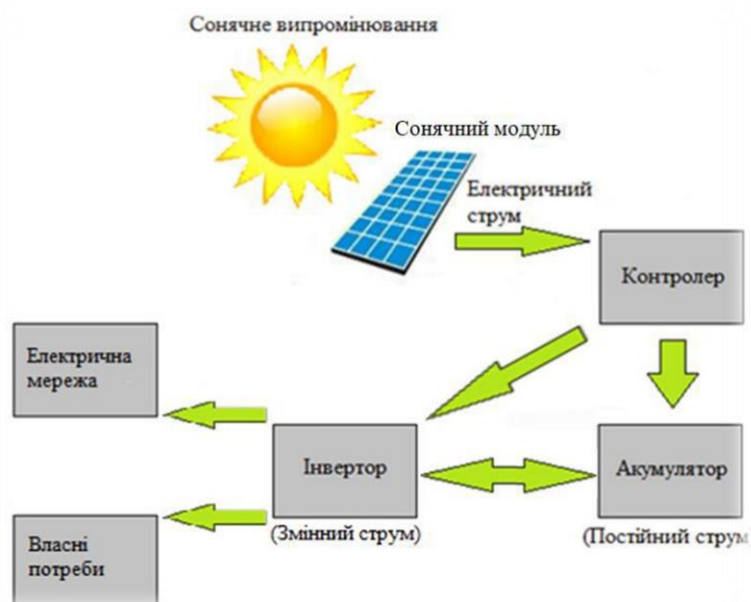 Сонячне випромінювання
Сонячний модуль
Електричний
струм
Контролер
Електрична
мережа
Інвертор
(Змінний струм)
Акумулятор
(Постійний струм
Власні
потреби